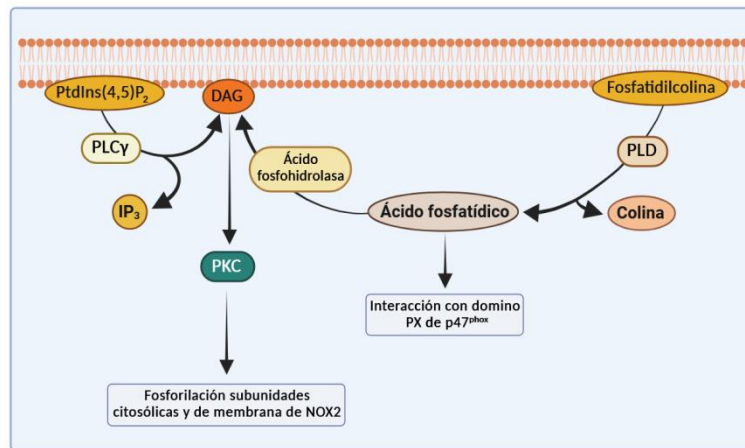 PtdIns(4,5)P₂
DAG
Fosfatidilcolina
PLCγ
Ácido
fosfohidrolasa
PLD
IP₃
Ácido fosfatídico
Colina
PKC
Interacción con domino
PX de p47ᵖʰᵒˣ
Fosforilación subunidades
citosólicas y de membrana de NOX2